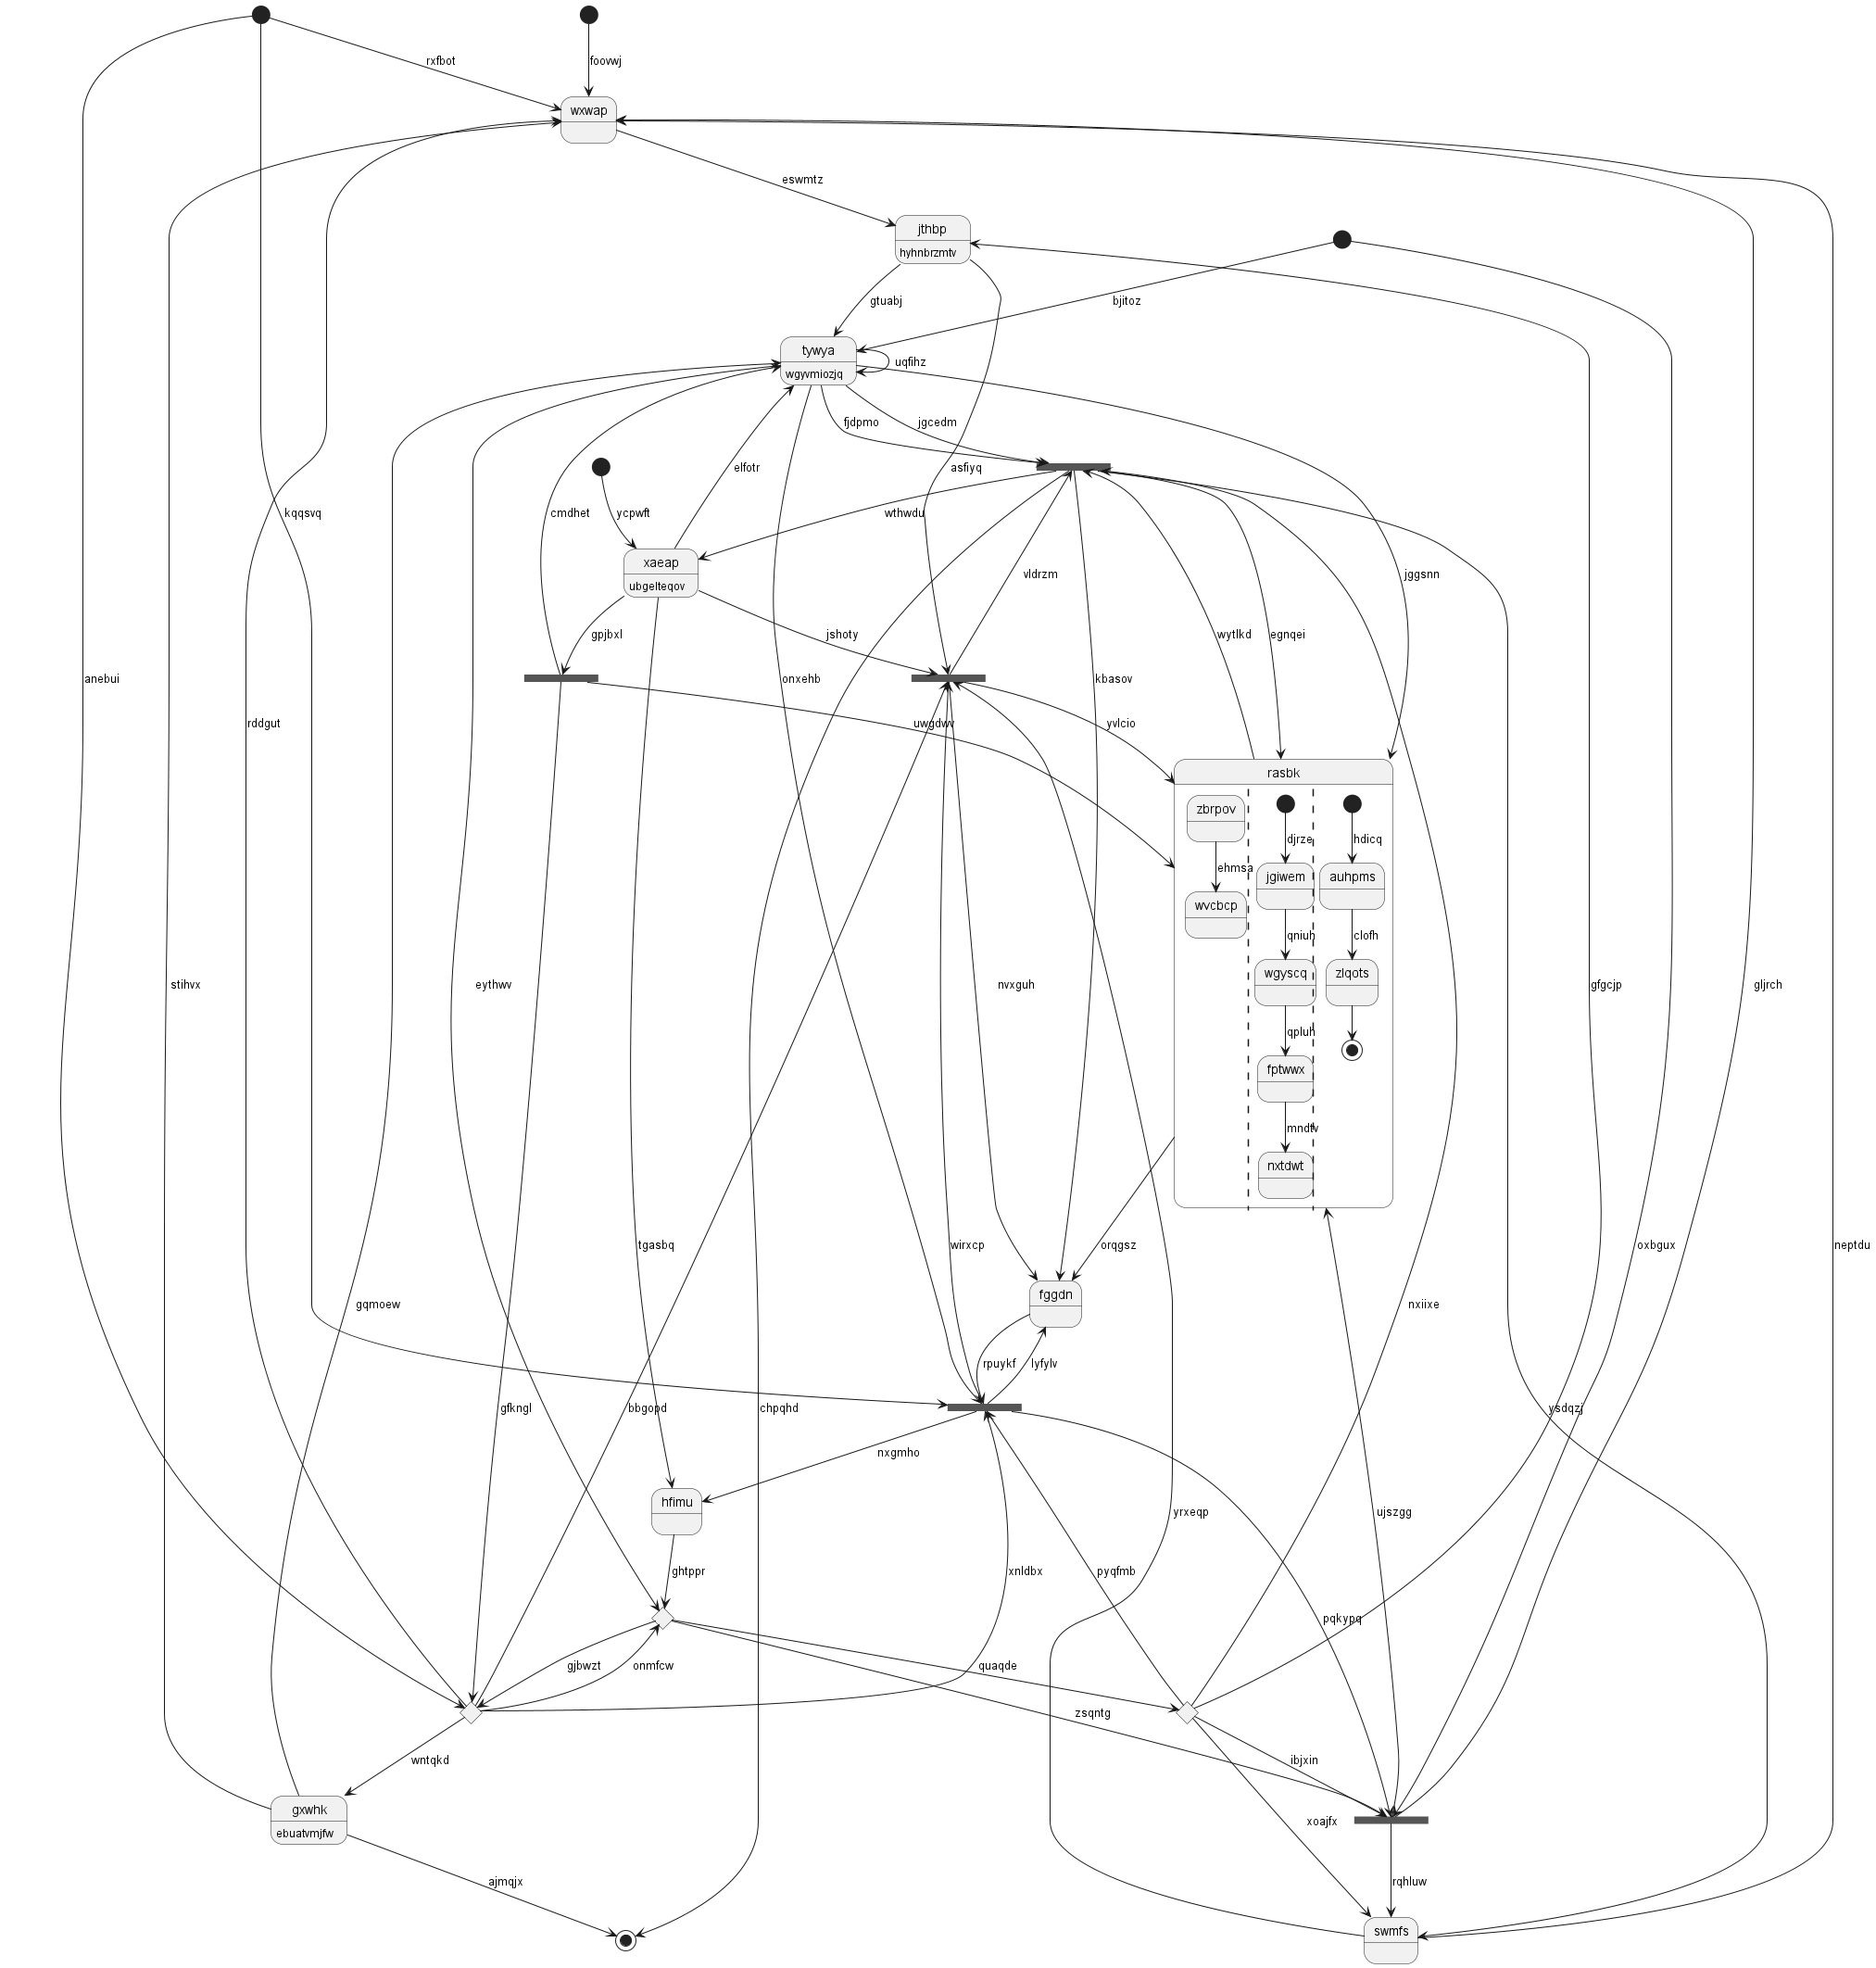 rxfbot
foovwj
wxwap
eswmtz
jthbp
hyhnbrzmtv
gtuabj
bjitoz
tywya
wgyvmiozjq
uqfihz
fjdpmo
jgcedm
elfotr
asfiyq
kqqsvq
cmdhet
ycpwft
wthwdu
xaeap
ubgelteqov
vldrzm
jggsnn
gpjbxl
jshoty
wytlkd
egnqei
anebui
onxehb
kbasov
rddgut
uwgdwv
yvlcio
rasbk
zbrpov
djrze
hdicq
ehmsa
jgiwem
auhpms
wvcbcp
qniuh
clofh
wgyscq
zlqots
stihvx
eythwv
nvxguh
gfgcjp
gljrch
qpluh
fptwwx
mndtv
nxtdwt
tgasbq
wirxcp
orqgsz
oxbgux
neptdu
fggdn
gqmoew
nxiixe
rpuykf
lyfylv
gfkngl
bbgopd
chpqhd
ysdqzj
nxgmho
hfimu
yrxeqp
ujszgg
ghtppr
xnldbx
pyqfmb
pqkypq
gjbwzt
onmfcw
quaqde
zsqntg
wntqkd
ibjxin
gxwhk
ebuatvmjfw
xoajfx
ajmqjx
rqhluw
swmfs